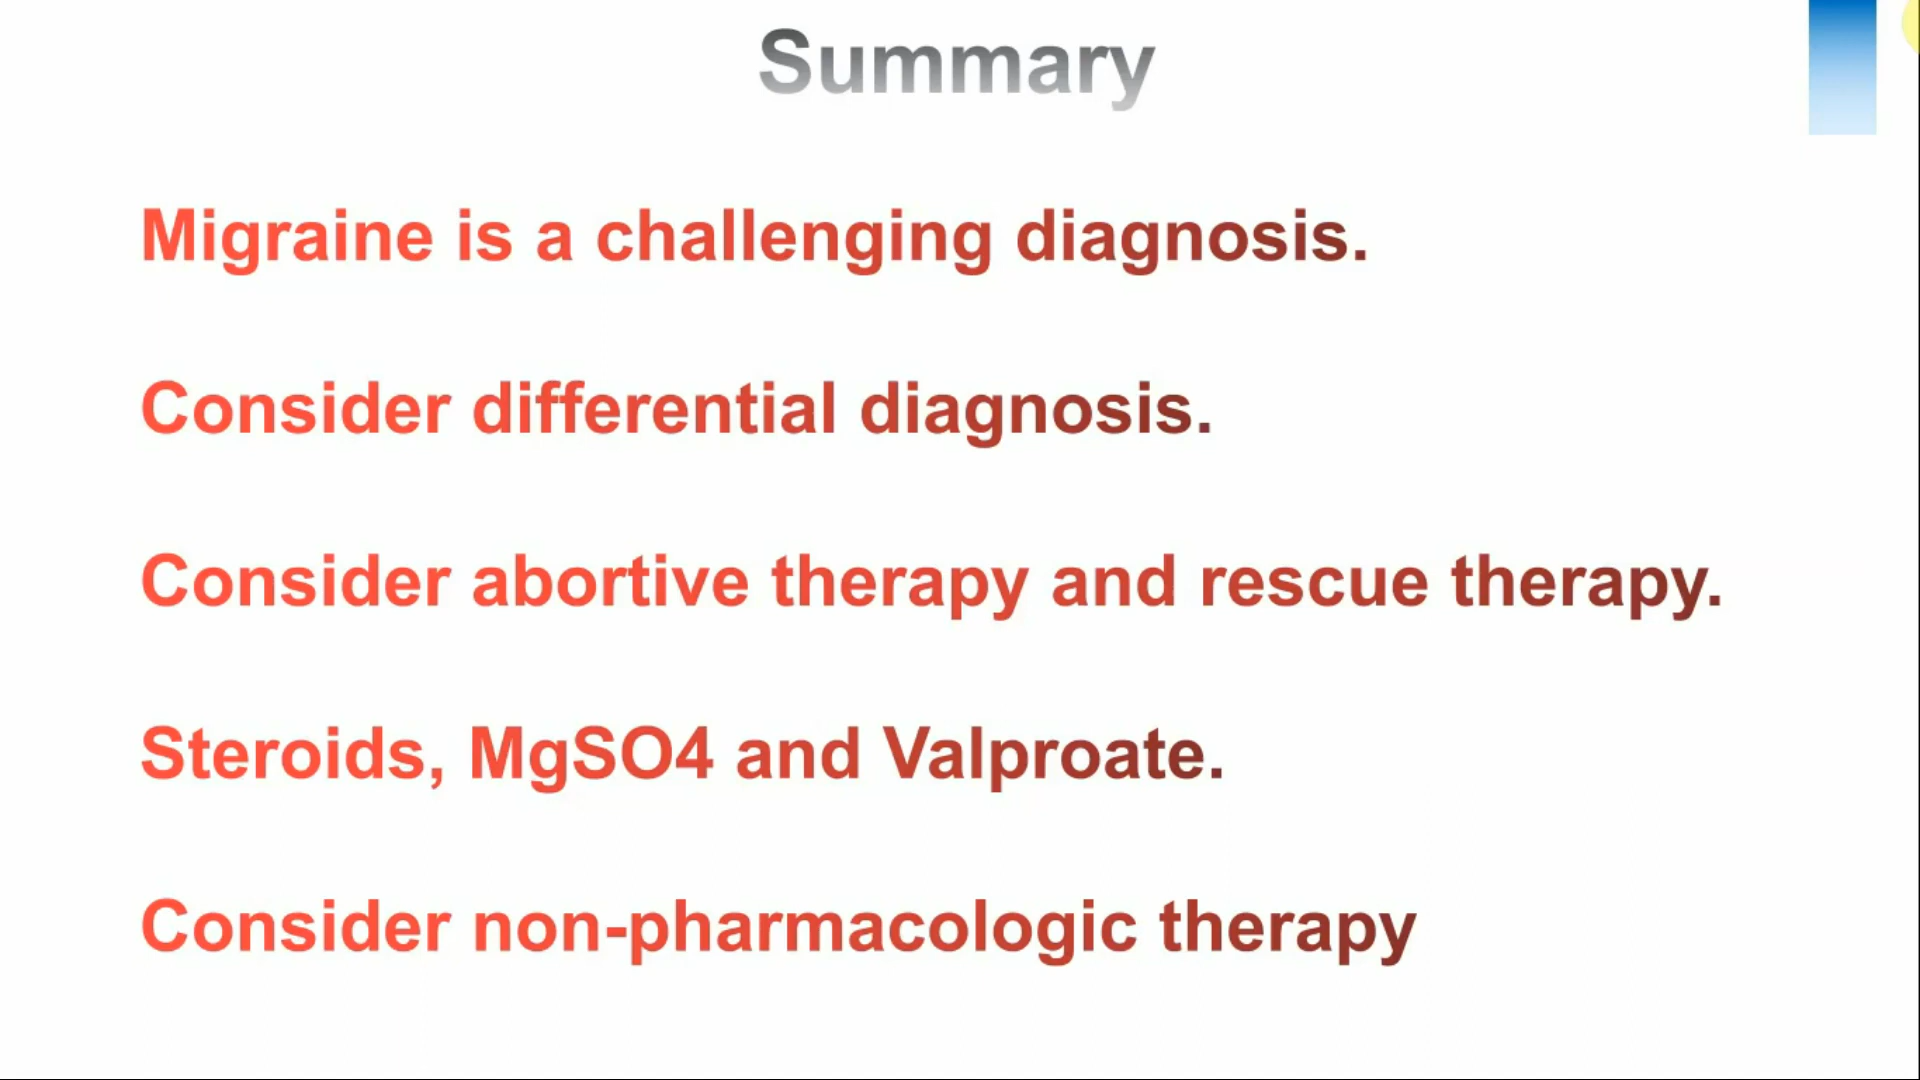 Summary
Migraine is a challenging diagnosis.
Consider differential diagnosis.
Consider abortive therapy and rescue therapy.
Steroids, MgSO4 and Valproate.
Consider non-pharmacologic therapy